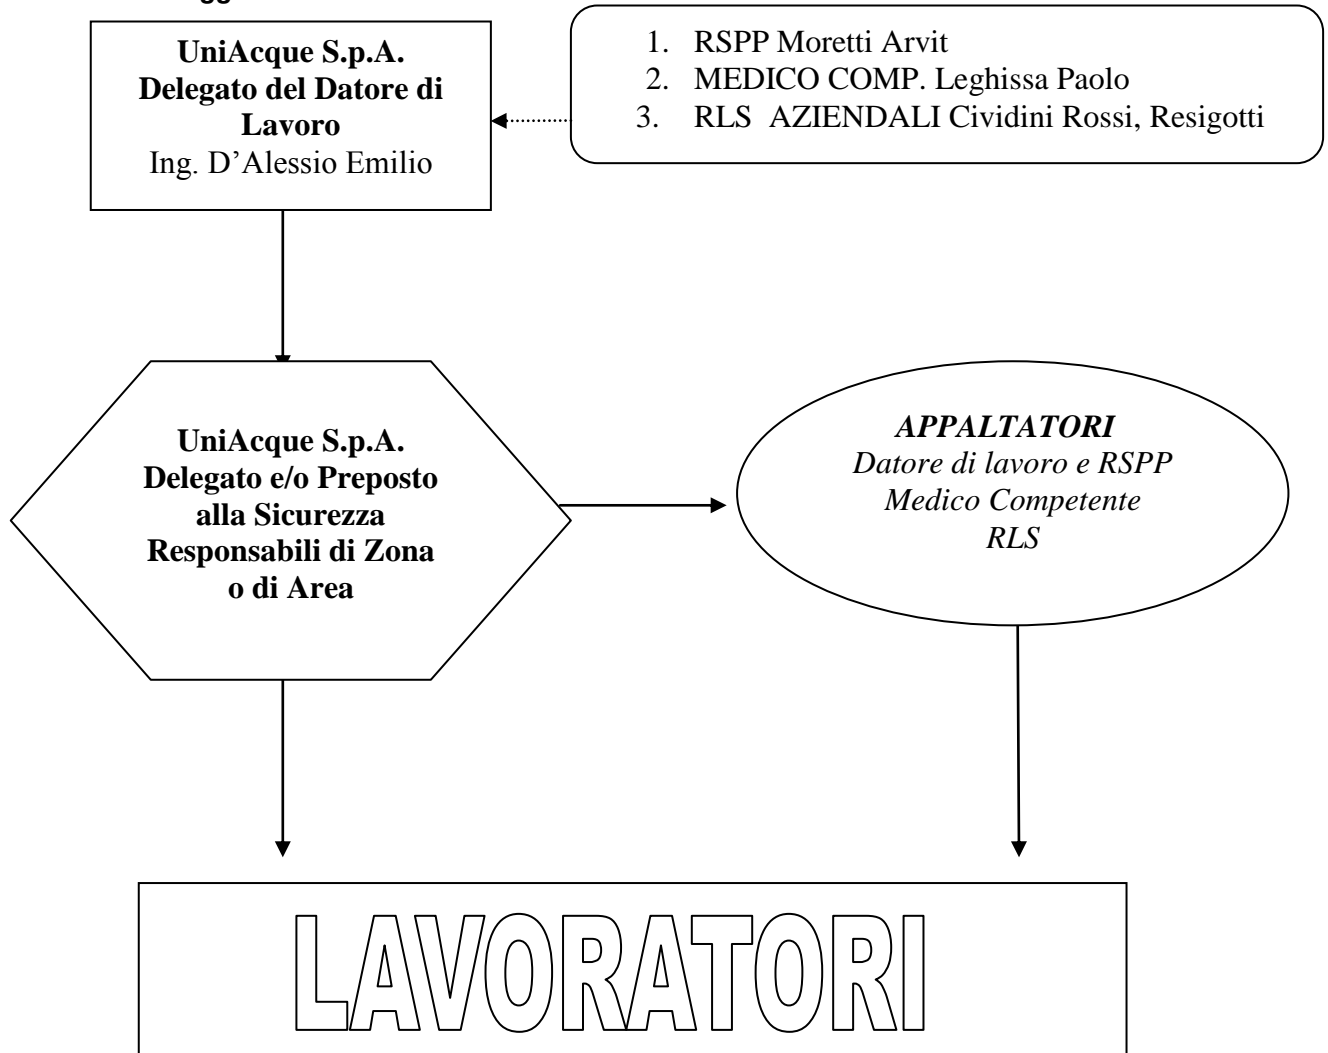 UniAcque S.p.A.
Delegato del Datore di
Lavoro
Ing. D’Alessio Emilio
1. RSPP Moretti Arvit
2. MEDICO COMP. Leghissa Paolo
3. RLS AZIENDALI Cividini Rossi, Resigotti
UniAcque S.p.A.
Delegato e/o Preposto
alla Sicurezza
Responsabili di Zona
o di Area
APPALTATORI
Datore di lavoro e RSPP
Medico Competente
RLS
LAVORATORI